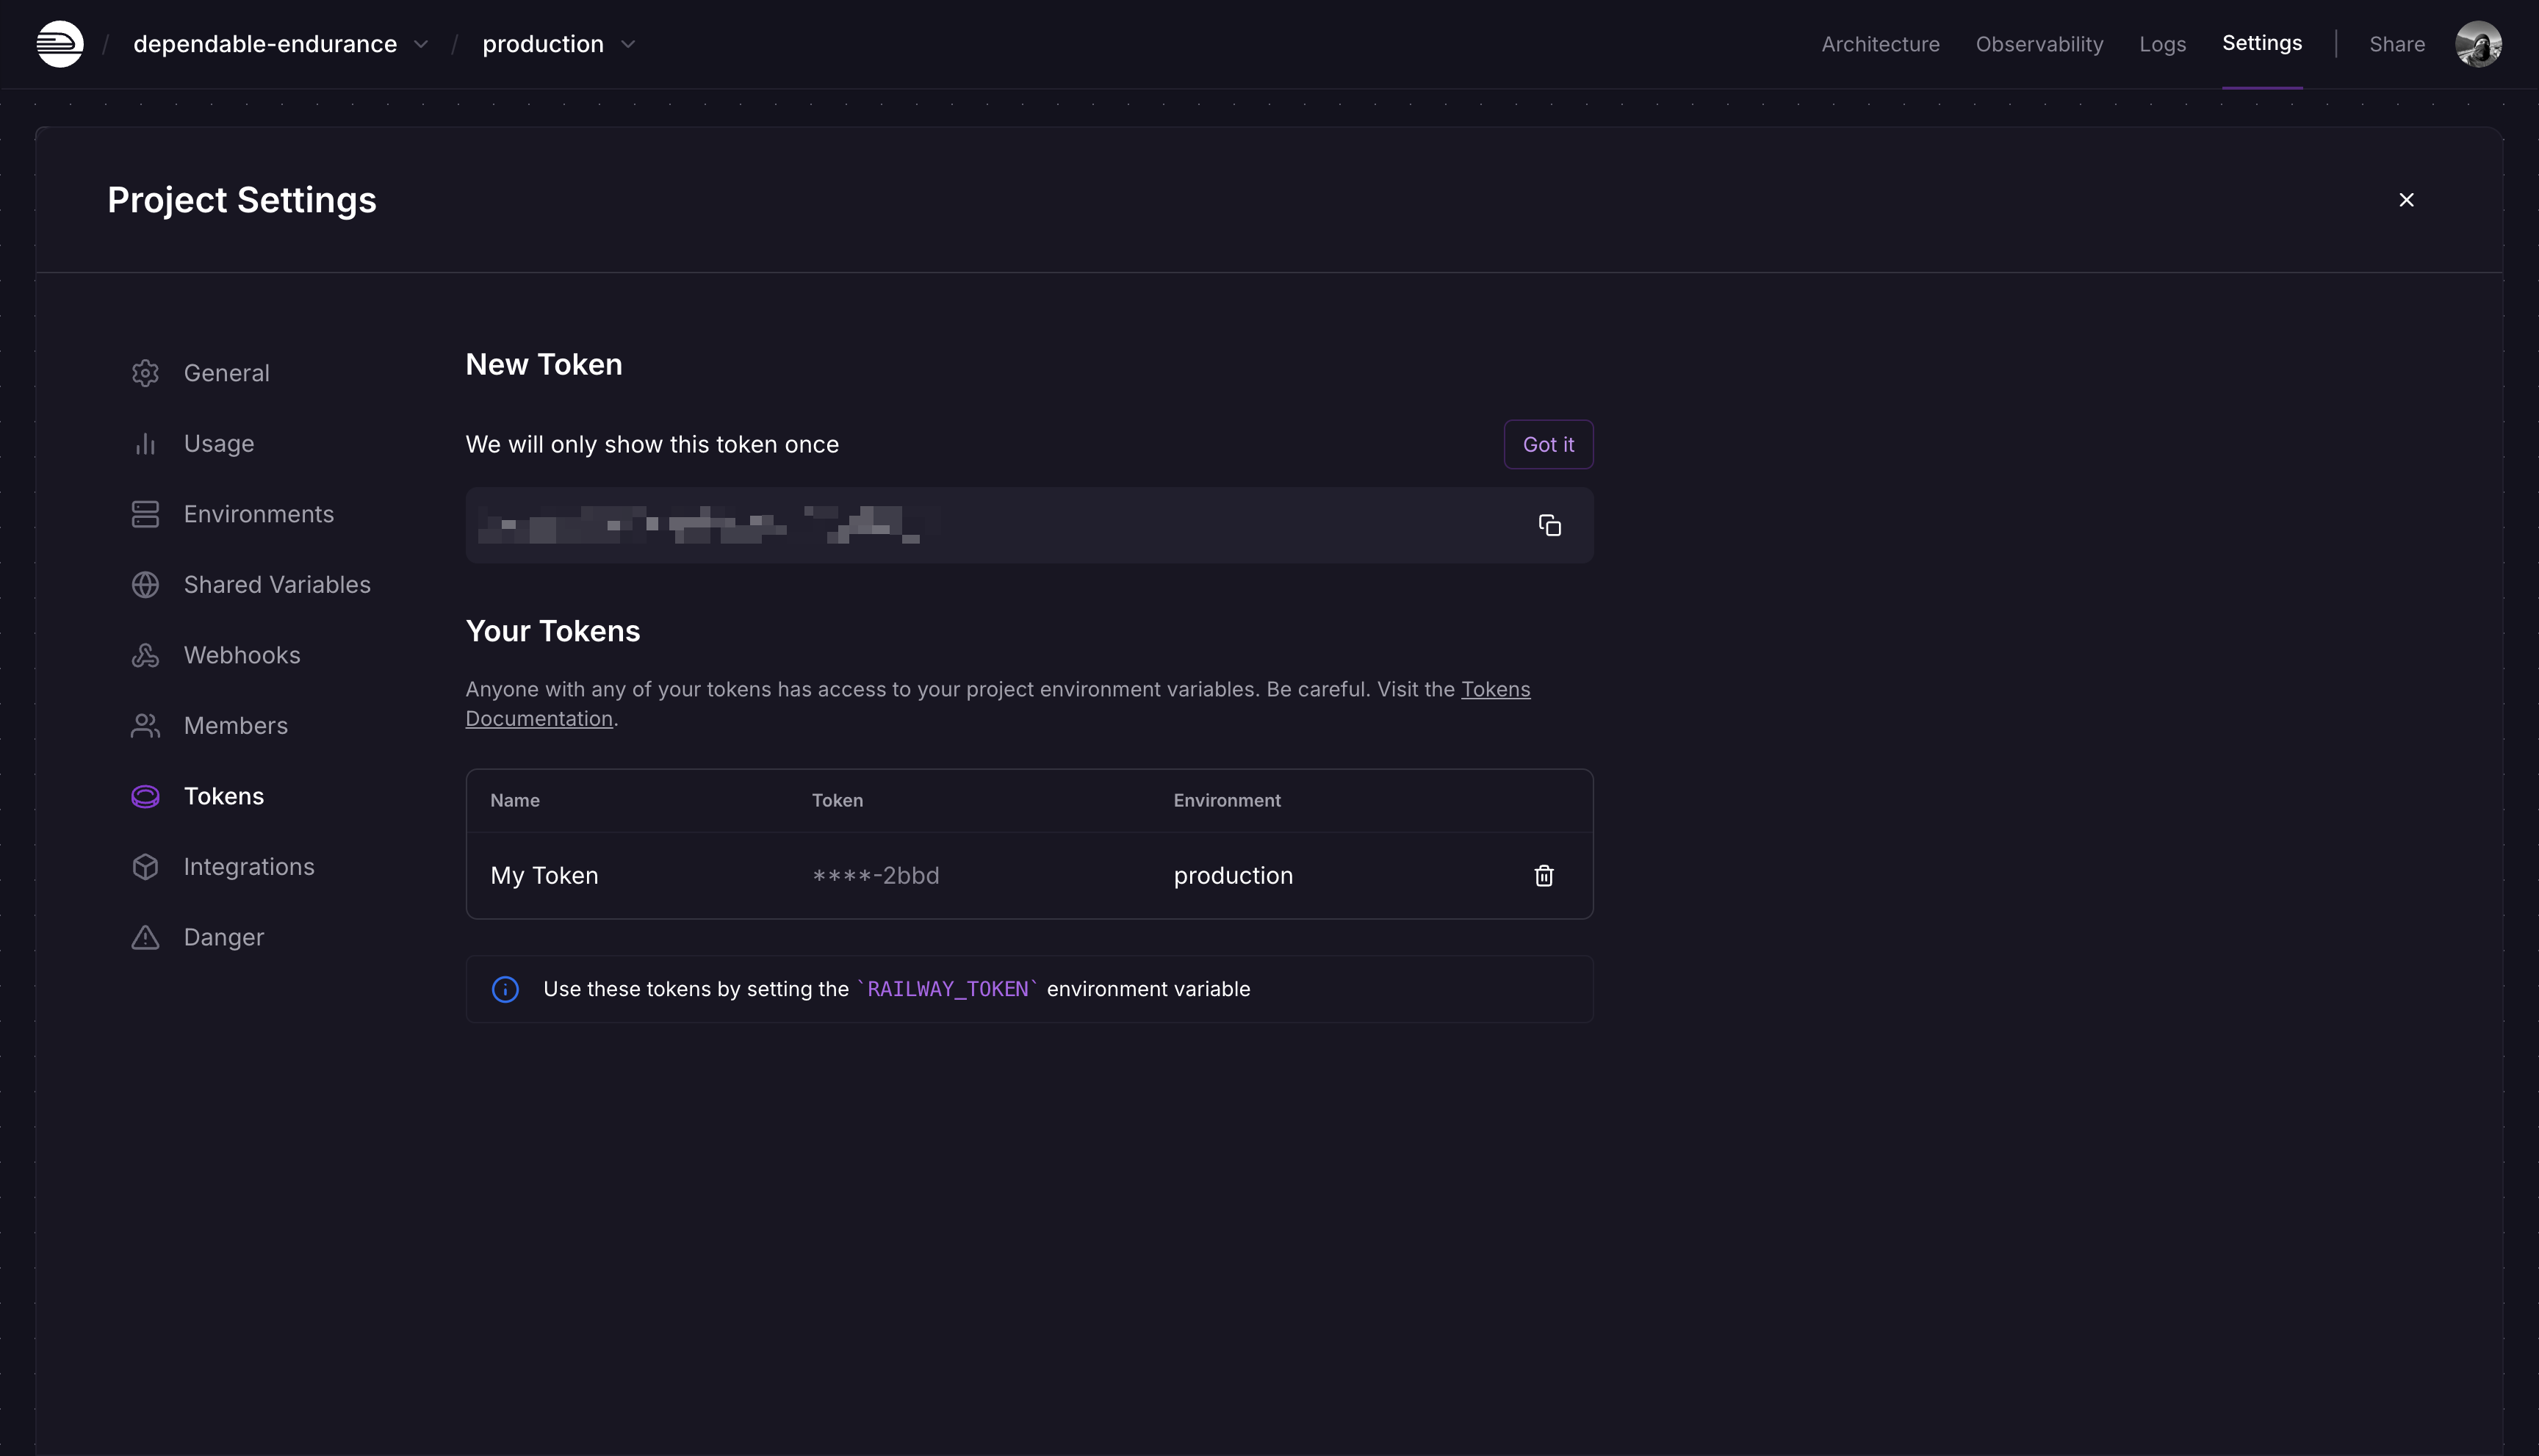 / dependable-endurance / production
Architecture Observability Logs Settings | Share
Project Settings
General
Usage
Environments
Shared Variables
Webhooks
Members
Tokens
Integrations
Danger
New Token
We will only show this token once
Got it
Your Tokens
Anyone with any of your tokens has access to your project environment variables. Be careful. Visit the Tokens
Documentation.
Name Token Environment
My Token ****-2bbd production
Use these tokens by setting the `RAILWAY_TOKEN` environment variable